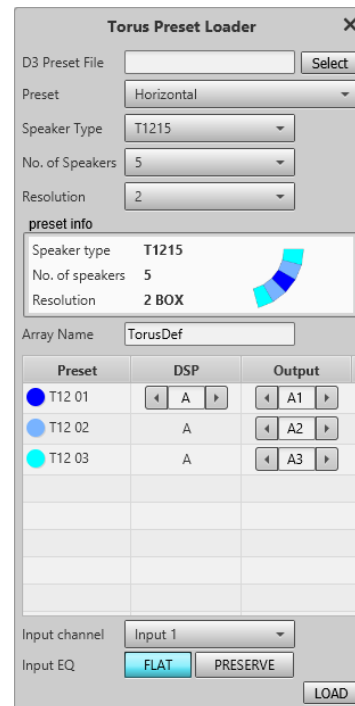 Torus Preset Loader
D3 Preset File Select
Preset Horizontal
Speaker Type T1215
No. of Speakers 5
Resolution 2
preset info
Speaker type T1215
No. of speakers 5
Resolution 2 BOX
Array Name TorusDef
Preset DSP Output
T12 01 A A1
T12 02 A A2
T12 03 A A3
Input channel Input 1
Input EQ FLAT PRESERVE
LOAD